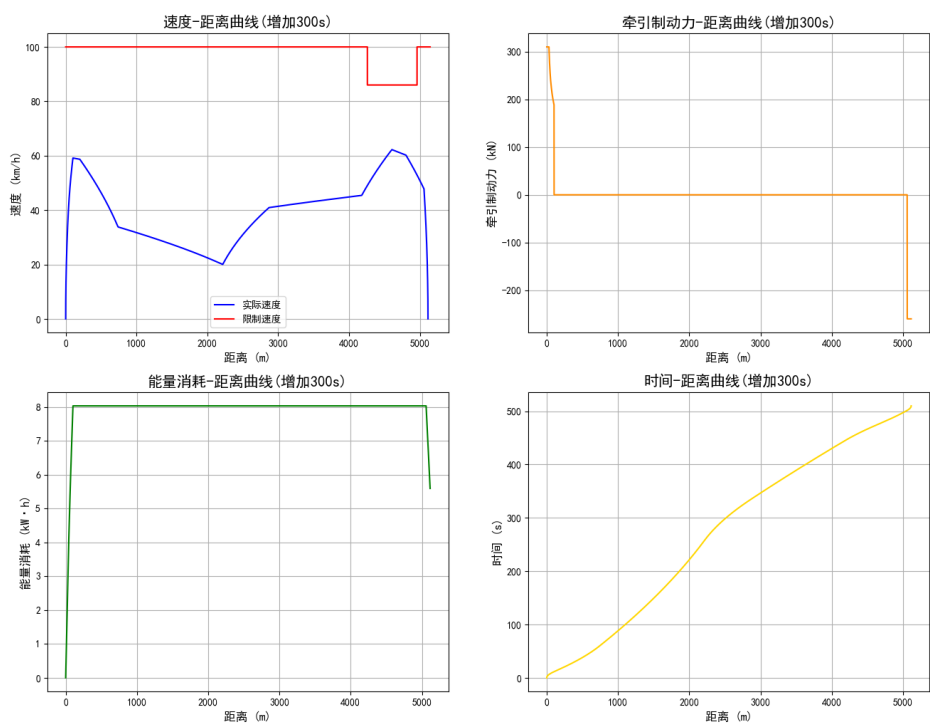 速度-距离曲线(增加300s)
速度 (km/h)
100
80
60
40
20
0
实际速度
限制速度
0 1000 2000 3000 4000 5000
距离 (m)
牵引制动力-距离曲线(增加300s)
牵引制动力 (kN)
300
200
100
0
-100
-200
0 1000 2000 3000 4000 5000
距离 (m)
能量消耗-距离曲线(增加300s)
能量消耗 (kW·h)
8
7
6
5
4
3
2
1
0
0 1000 2000 3000 4000 5000
距离 (m)
时间-距离曲线(增加300s)
时间 (s)
500
400
300
200
100
0
0 1000 2000 3000 4000 5000
距离 (m)